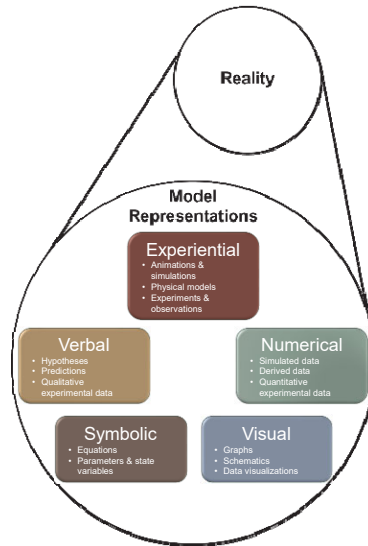 Reality
Model
Representations
Experiential
• Animations &
simulations
• Physical models
• Experiments &
observations
Verbal
• Hypotheses
• Predictions
• Qualitative
experimental data
Numerical
• Simulated data
• Derived data
• Quantitative
experimental data
Symbolic
• Equations
• Parameters & state
variables
Visual
• Graphs
• Schematics
• Data visualizations